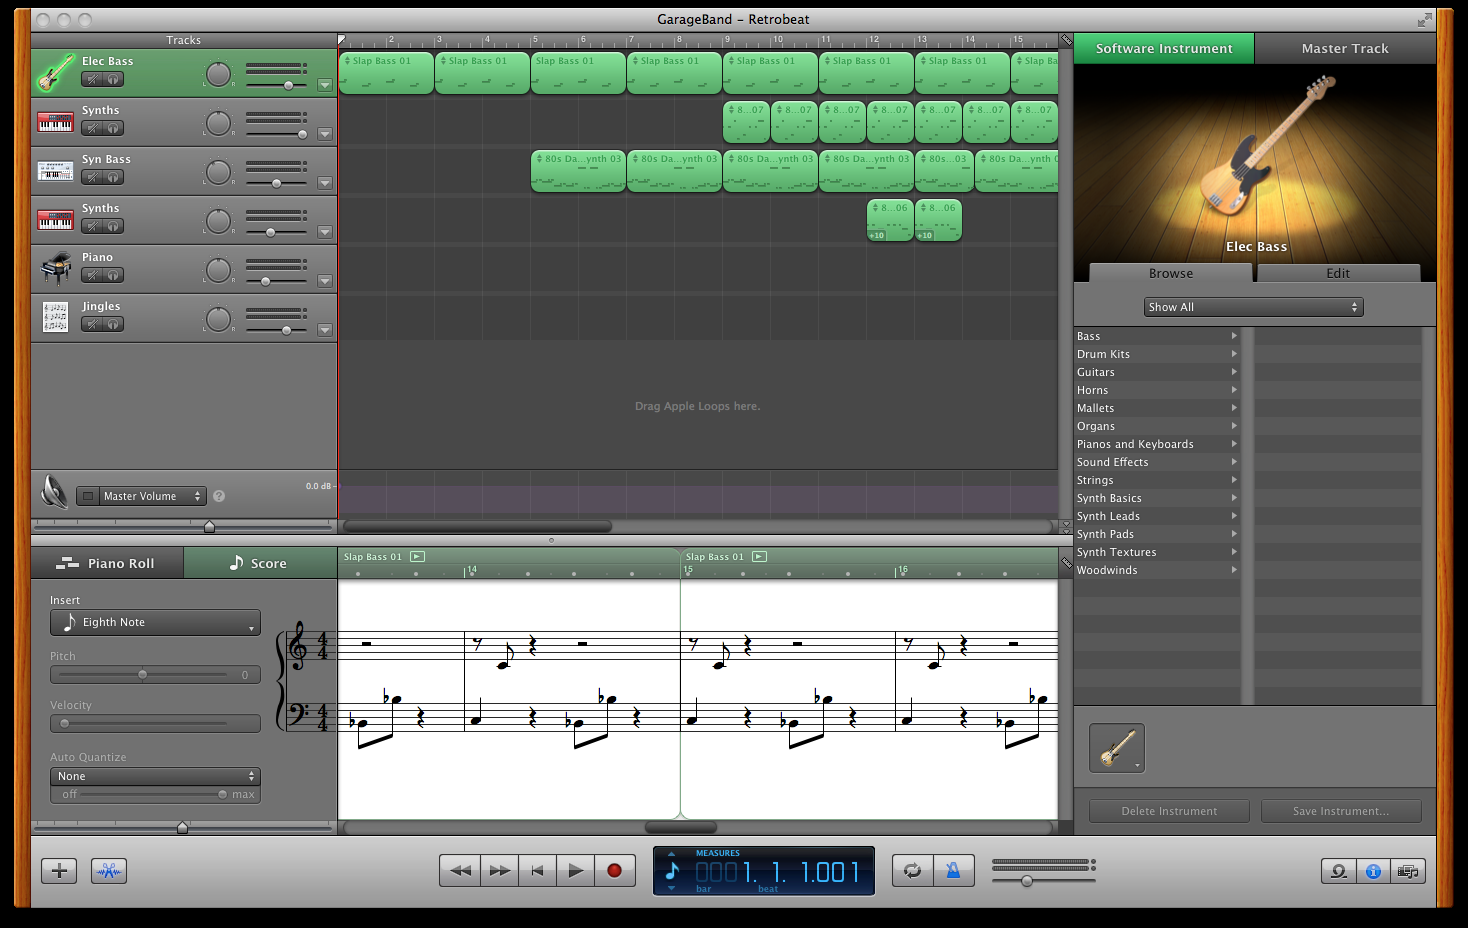 GarageBand – Retrobeat
Tracks
2 3 4 5 6 7 8 9 10 11 12 13 14 15
Software Instrument
Master Track
Elec Bass
L R
Slap Bass 01 Slap Bass 01 Slap Bass 01 Slap Bass 01 Slap Bass 01 Slap Bass 01 Slap Bass 01 Slap Ba
Synths
L R
8...07 8...07 8...07 8...07 8...07 8...07 8...07
Syn Bass
L R
80s Da...ynth 03 80s Da...ynth 03 80s Da...ynth 03 80s Da...ynth 03 80s...03 80s Da...ynth 03
Synths
L R
8...06 8...06
+10 +10
Piano
L R
Jingles
L R
Drag Apple Loops here.
Master Volume
?
0.0 dB
Elec Bass
Browse
Edit
Show All
Bass
Drum Kits
Guitars
Horns
Mallets
Organs
Pianos and Keyboards
Sound Effects
Strings
Synth Basics
Synth Leads
Synth Pads
Synth Textures
Woodwinds
Delete Instrument
Save Instrument...
Piano Roll
Score
Slap Bass 01
Slap Bass 01
14 15 16
Insert
Eighth Note
Pitch
0
Velocity
Auto Quantize
None
off
max
4
4
4
4
MEASURES
0001. 1. 1.001
bar
beat